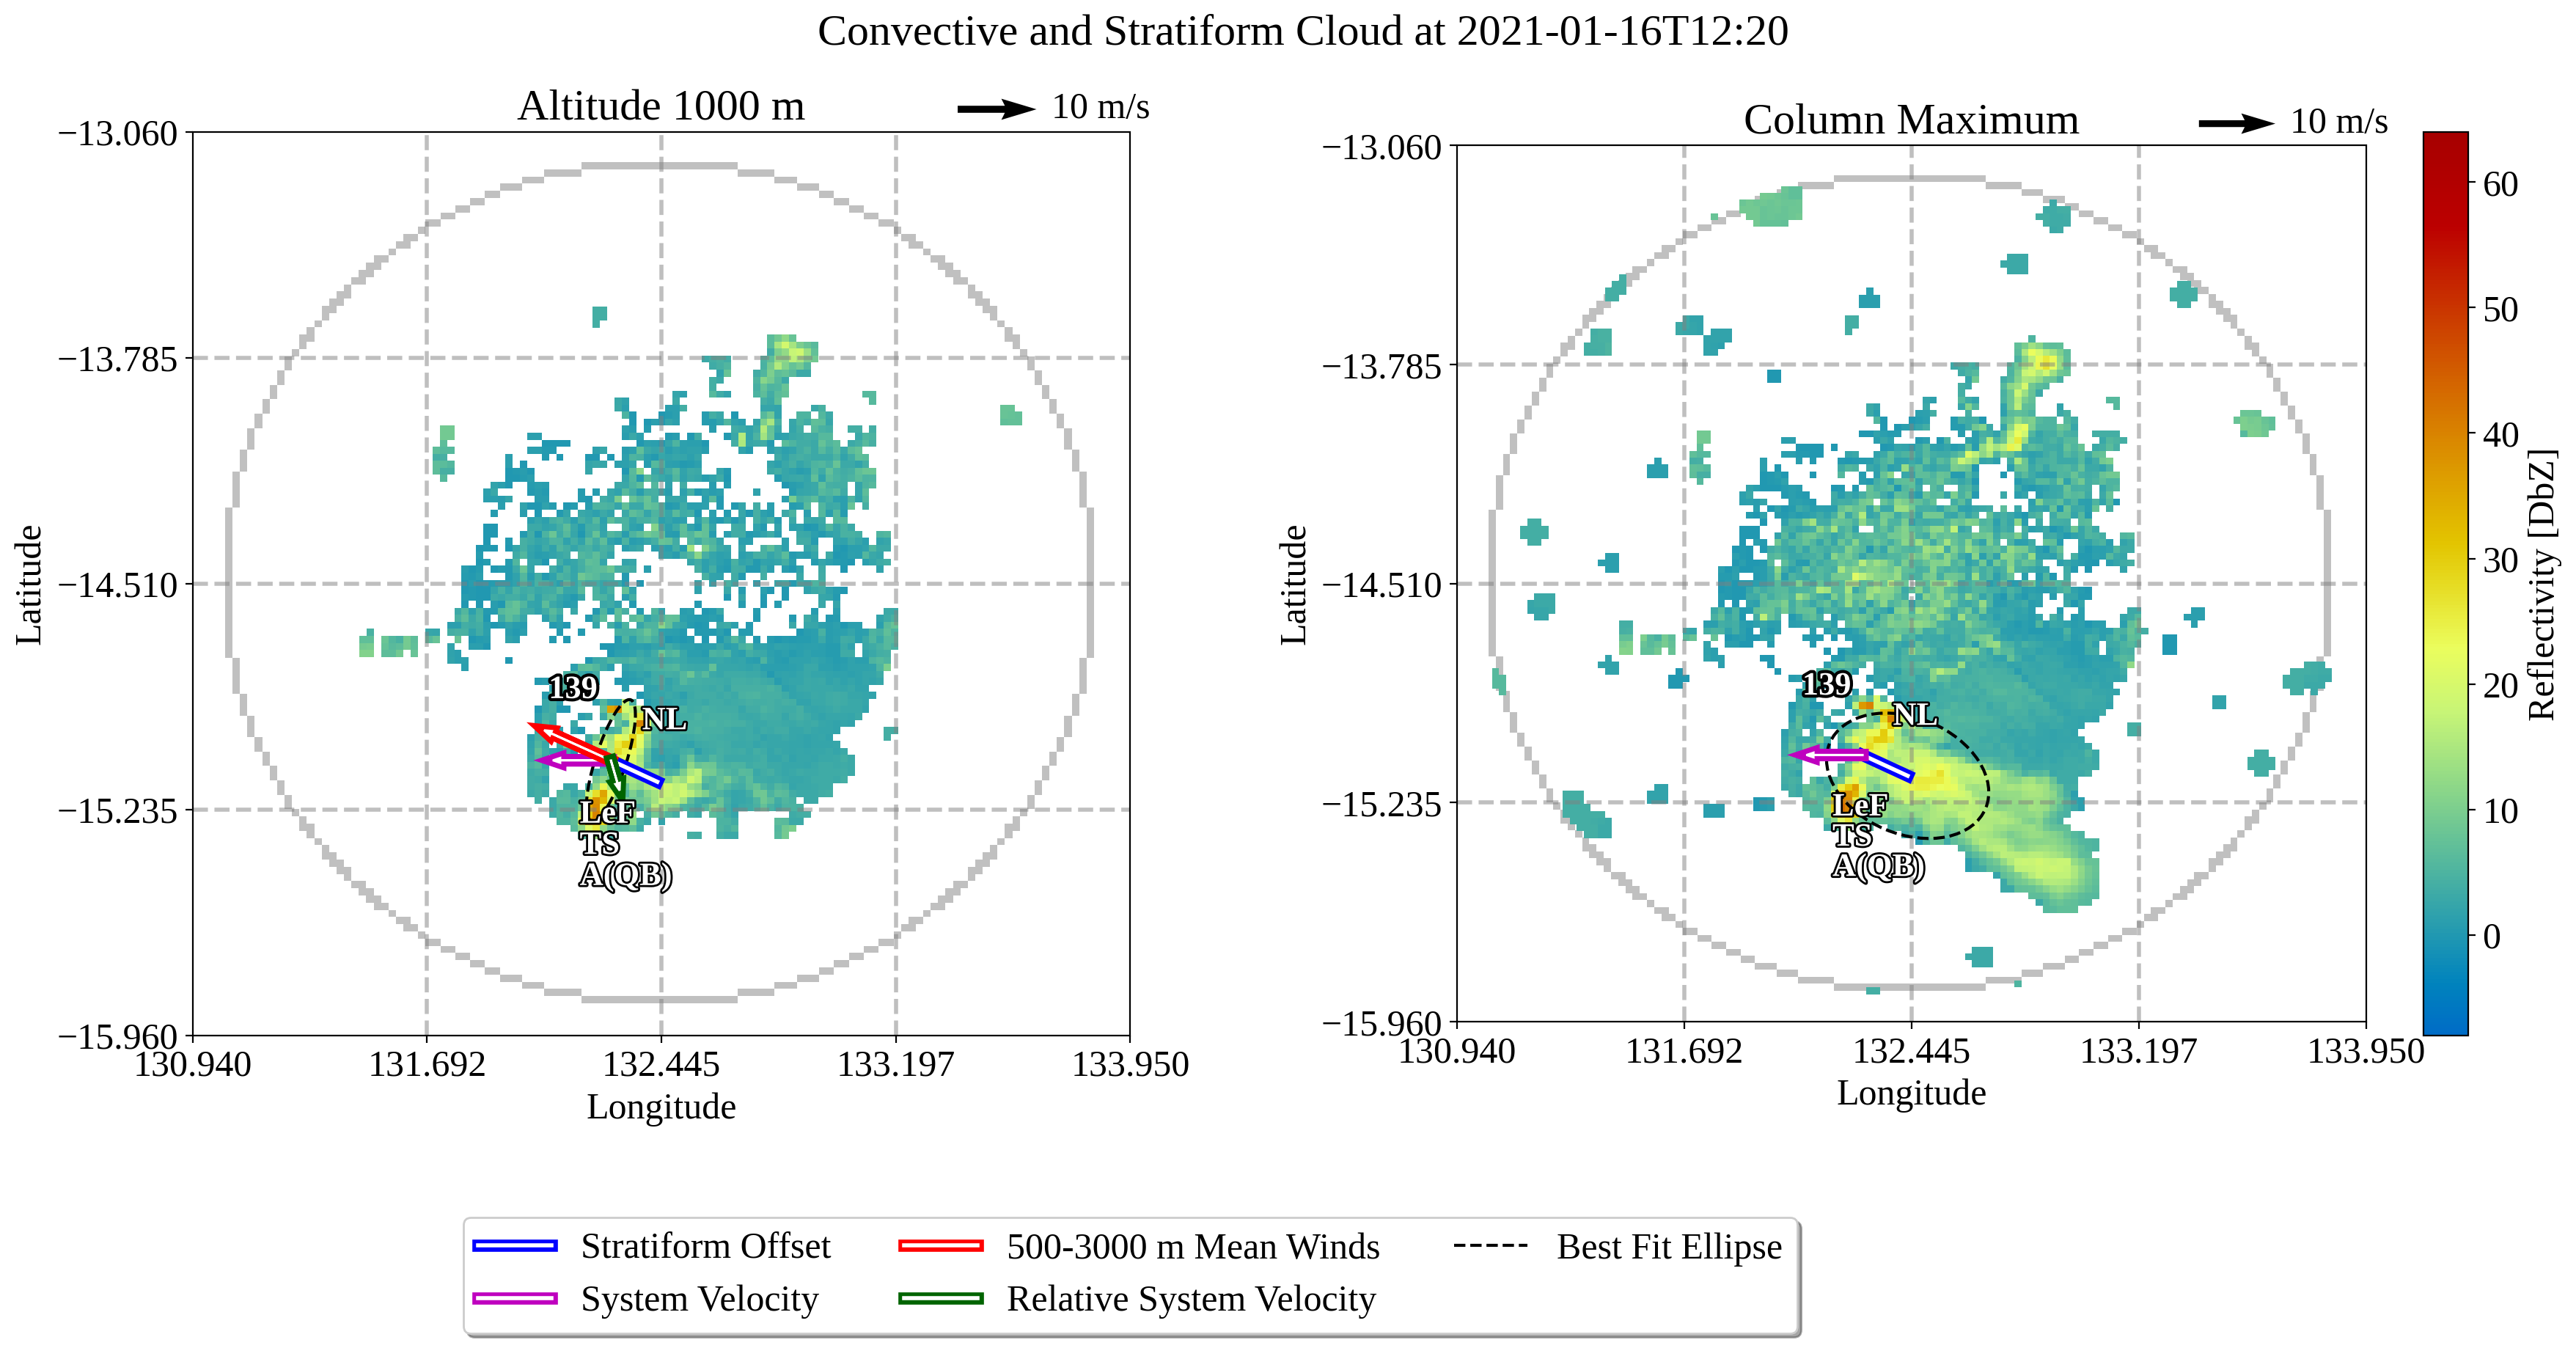 Convective and Stratiform Cloud at 2021-01-16T12:20
Altitude 1000 m
10 m/s
−13.060
−13.785
−14.510
−15.235
−15.960
Latitude
130.940
131.692
132.445
133.197
133.950
Longitude
139
NL
LeF
TS
A(QB)
Column Maximum
10 m/s
−13.060
−13.785
−14.510
−15.235
−15.960
Latitude
130.940
131.692
132.445
133.197
133.950
Longitude
139
NL
LeF
TS
A(QB)
60
50
40
30
20
10
0
Reflectivity [DbZ]
Stratiform Offset
System Velocity
500-3000 m Mean Winds
Relative System Velocity
Best Fit Ellipse